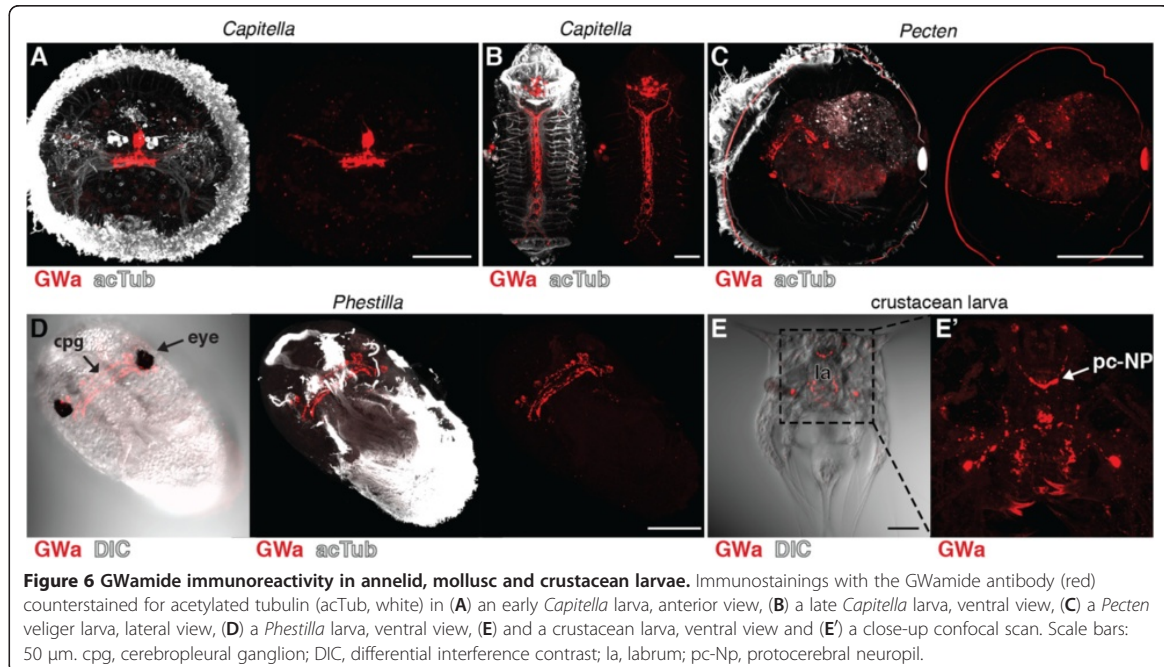 Capitella Capitella Pecten
A B C
GWa acTub GWa acTub GWa acTub
Phestilla crustacean larva
D cpg eye E la E' pc-NP
GWa DIC GWa acTub GWa DIC GWa
Figure 6 GWamide immunoreactivity in annelid, mollusc and crustacean larvae. Immunostainings with the GWamide antibody (red)
counterstained for acetylated tubulin (acTub, white) in (A) an early Capitella larva, anterior view, (B) a late Capitella larva, ventral view, (C) a Pecten
veliger larva, lateral view, (D) a Phestilla larva, ventral view, (E) and a crustacean larva, ventral view and (E′) a close-up confocal scan. Scale bars:
50 μm. cpg, cerebropleural ganglion; DIC, differential interference contrast; la, labrum; pc-Np, protocerebral neuropil.